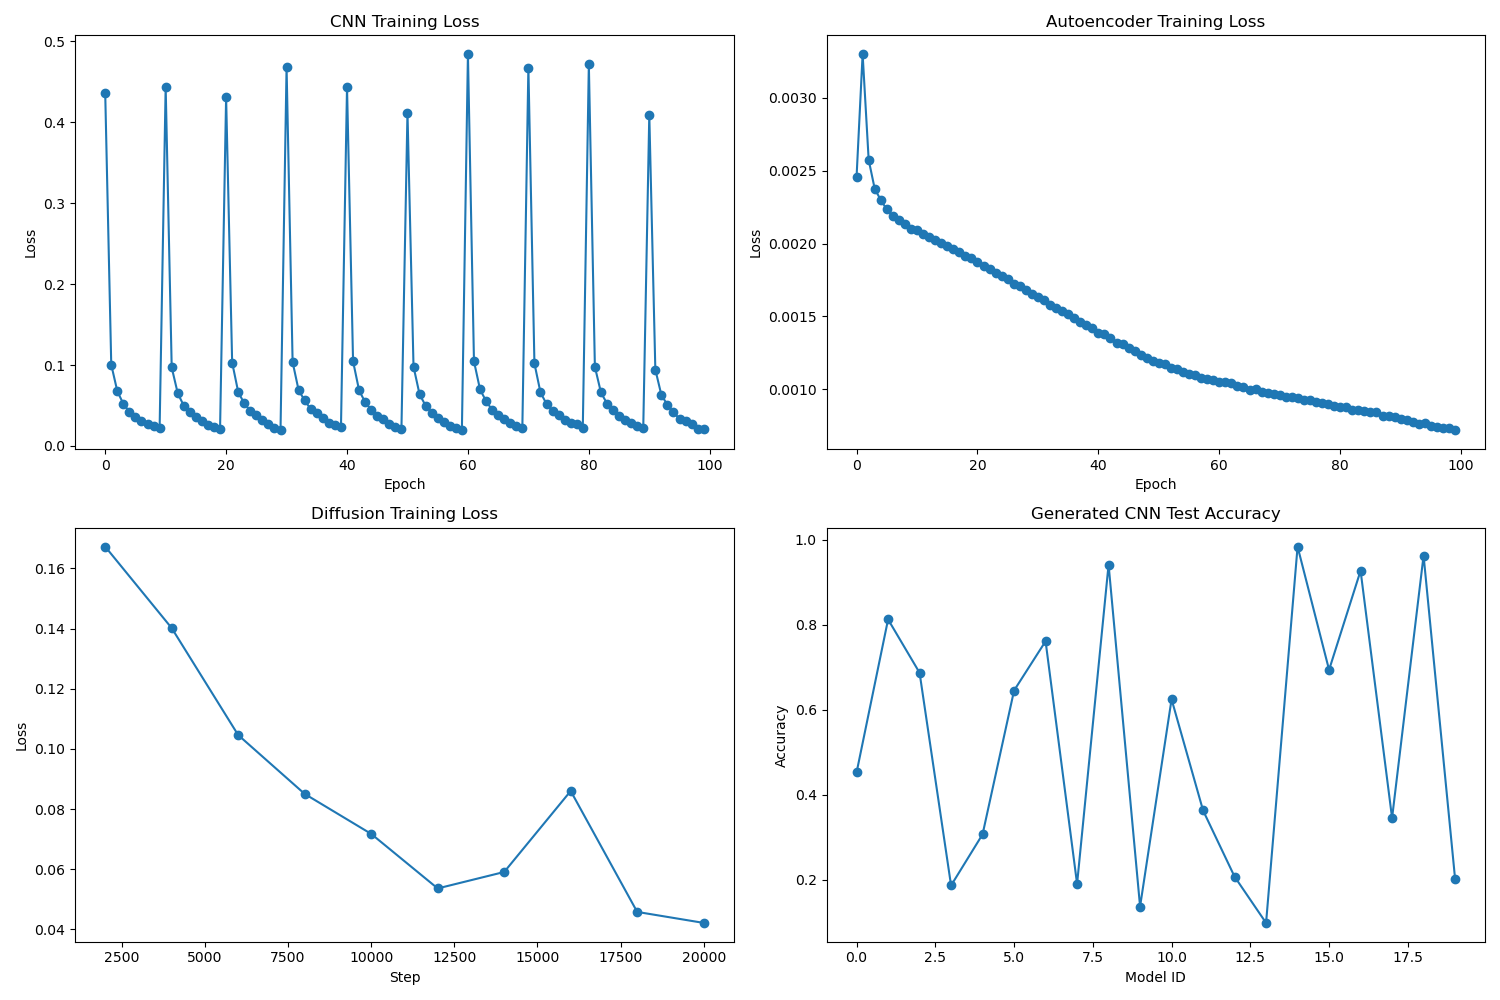 CNN Training Loss
0.5
0.4
0.3
0.2
0.1
0.0
Loss
0 20 40 60 80 100
Epoch
Autoencoder Training Loss
0.0030
0.0025
0.0020
0.0015
0.0010
Loss
0 20 40 60 80 100
Epoch
Diffusion Training Loss
0.16
0.14
0.12
0.10
0.08
0.06
0.04
Loss
2500 5000 7500 10000 12500 15000 17500 20000
Step
Generated CNN Test Accuracy
1.0
0.8
0.6
0.4
0.2
Accuracy
0.0 2.5 5.0 7.5 10.0 12.5 15.0 17.5
Model ID